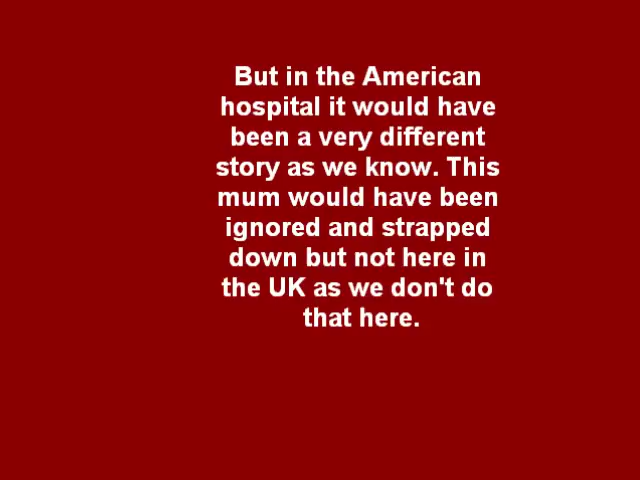 But in the American
hospital it would have
been a very different
story as we know. This
mum would have been
ignored and strapped
down but not here in
the UK as we don't do
that here.